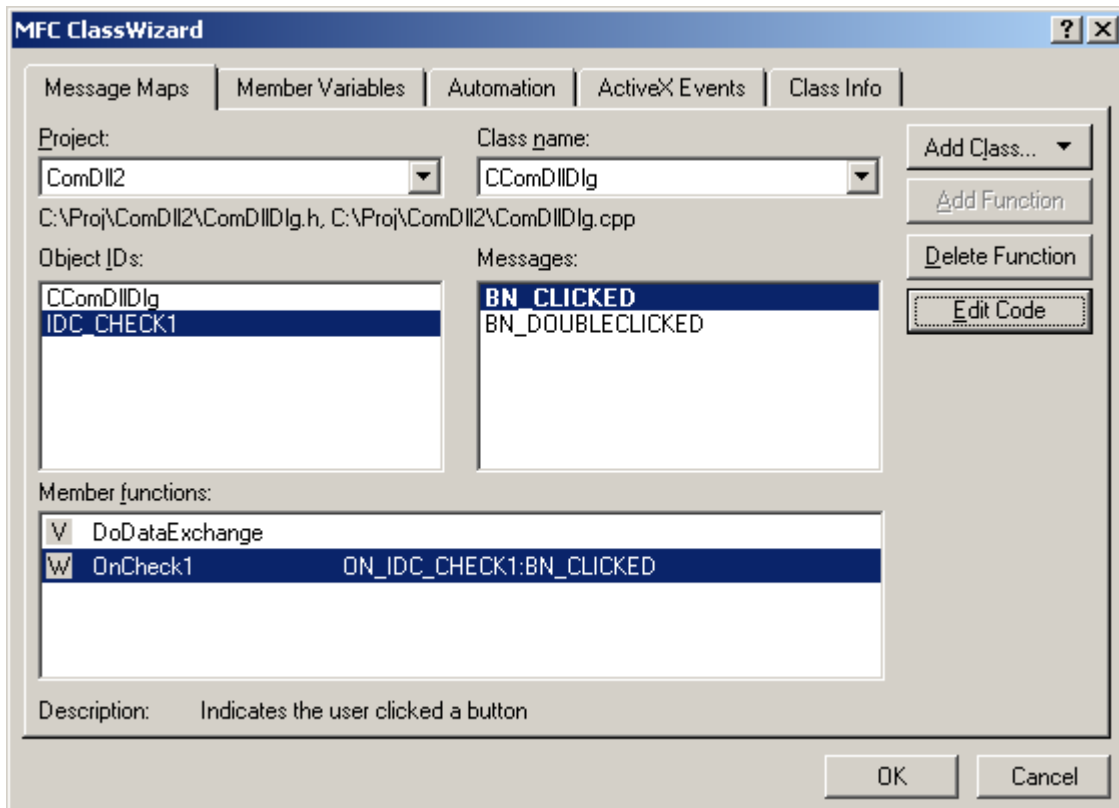 MFC ClassWizard
Message Maps Member Variables Automation ActiveX Events Class Info
Project: Class name:
Add Class...
ComDll2 CComDllDlg
Add Function
C:\Proj\ComDll2\ComDllDlg.h, C:\Proj\ComDll2\ComDllDlg.cpp
Object IDs: Messages:
Delete Function
CComDllDlg BN_CLICKED
IDC_CHECK1 BN_DOUBLECLICKED
Edit Code
Member functions:
V DoDataExchange
W OnCheck1 ON_IDC_CHECK1:BN_CLICKED
Description: Indicates the user clicked a button
OK Cancel